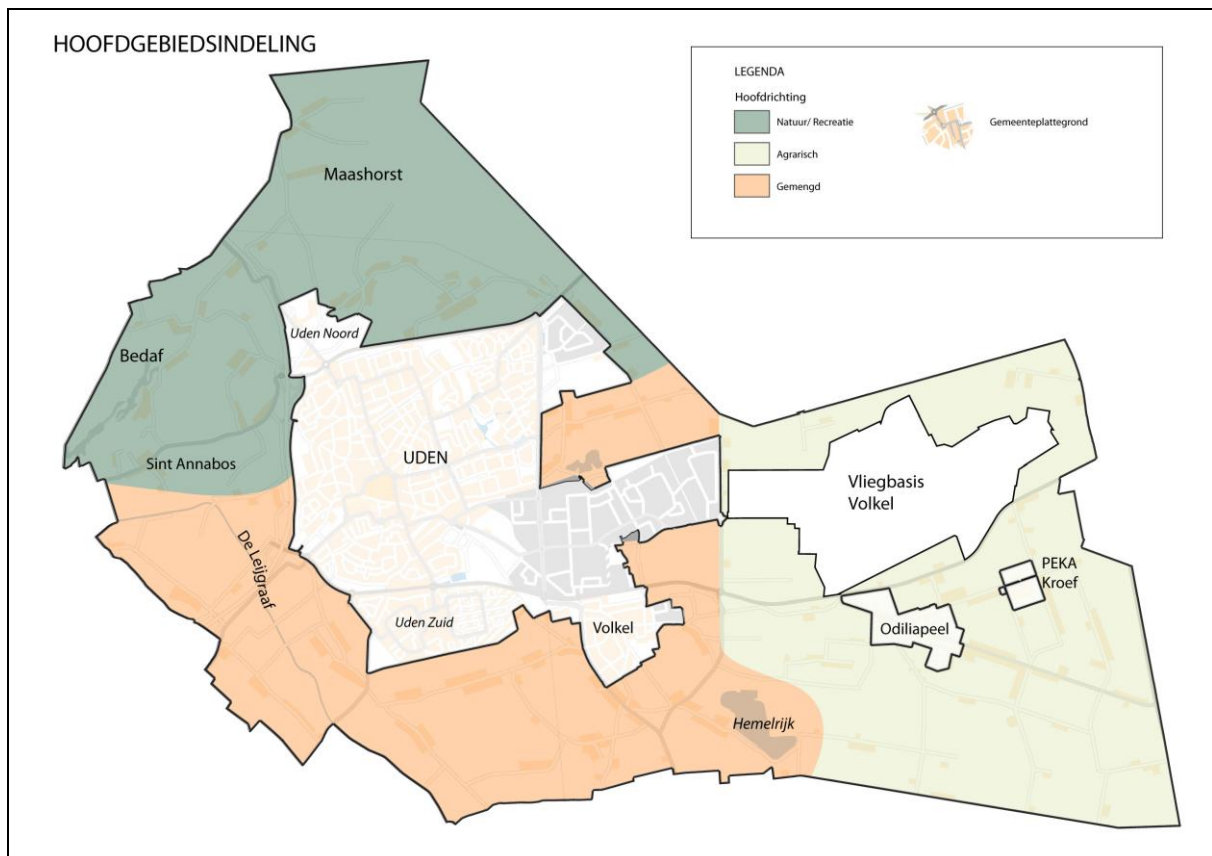 HOOFDGEBIEDSINDELING
LEGENDA
Hoofdrichting
Natuur/ Recreatie
Agrarisch
Gemengd
Gemeenteplattegrond
Maashorst
Uden Noord
Bedaf
Sint Annabos
UDEN
Vliegbasis
Volkel
De Leijgraaf
PEKA
Kroef
Uden Zuid
Volkel
Odiliapeel
Hemelrijk